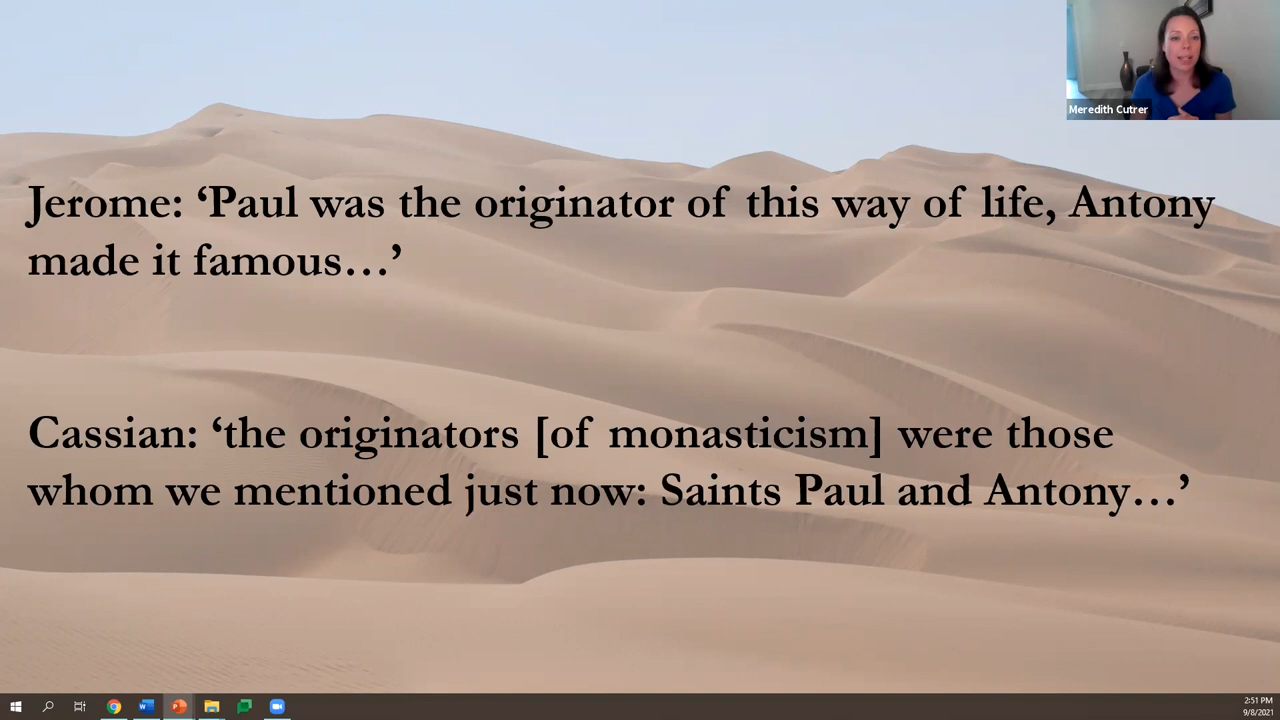 Meredith Cutrer
Jerome: ‘Paul was the originator of this way of life, Antony
made it famous…’
Cassian: ‘the originators [of monasticism] were those
whom we mentioned just now: Saints Paul and Antony…’
2:51 PM
9/8/2021